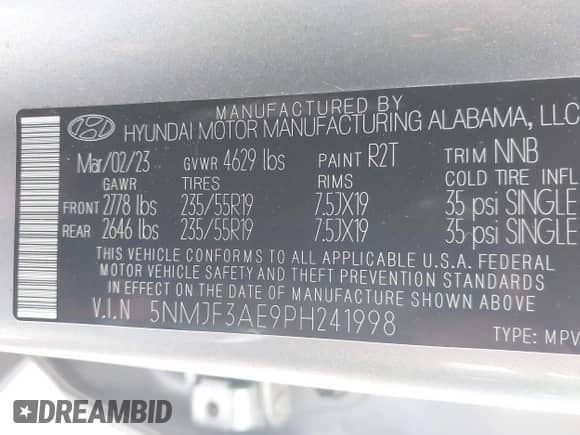 MANUFACTURED BY
HYUNDAI MOTOR MANUFACTURING ALABAMA, LLC
Mar/02/23 GVWR 4629 lbs PAINT R2T TRIM NNB
GAWR TIRES RIMS COLD TIRE INFL
FRONT 2778 lbs 235/55R19 7.5JX19 35 psi SINGLE
REAR 2646 lbs 235/55R19 7.5JX19 35 psi SINGLE
THIS VEHICLE CONFORMS TO ALL APPLICABLE U.S.A. FEDERAL
MOTOR VEHICLE SAFETY AND THEFT PREVENTION STANDARDS
IN EFFECT ON THE DATE OF MANUFACTURE SHOWN ABOVE.
V.I.N 5NMJF3AE9PH241998
TYPE: MPV
DREAMBID